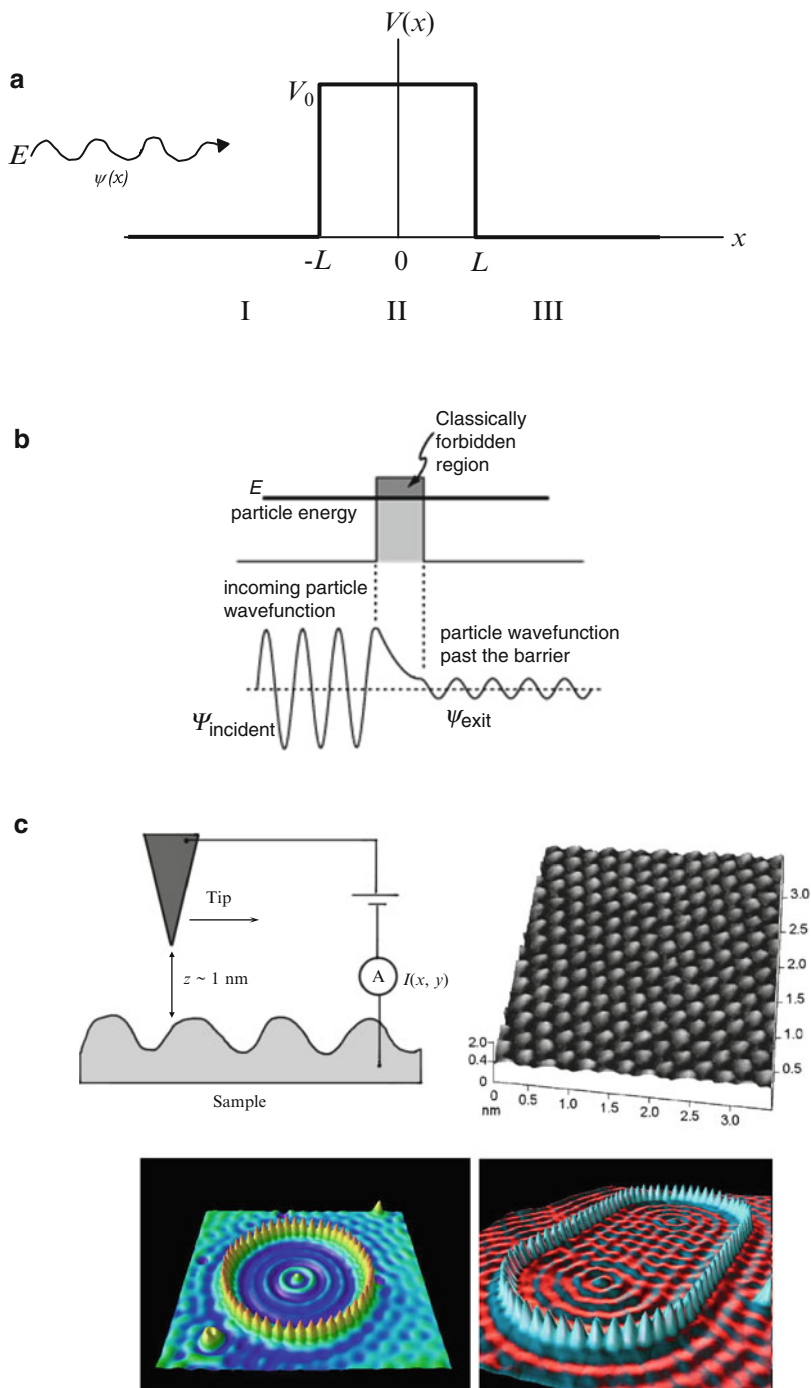 a
V(x)
V₀
E
ψ(x)
x
-L 0 L
I II III
b
Classically
forbidden
region
E
particle energy
incoming particle
wavefunction
particle wavefunction
past the barrier
Ψincident
ψexit
c
Tip
z ~ 1 nm
A
I(x, y)
Sample
3.0
2.5
2.0
1.5
1.0
0.5
2.0
0.4
0
0
nm
0.5
1.0
1.5
2.0
2.5
3.0